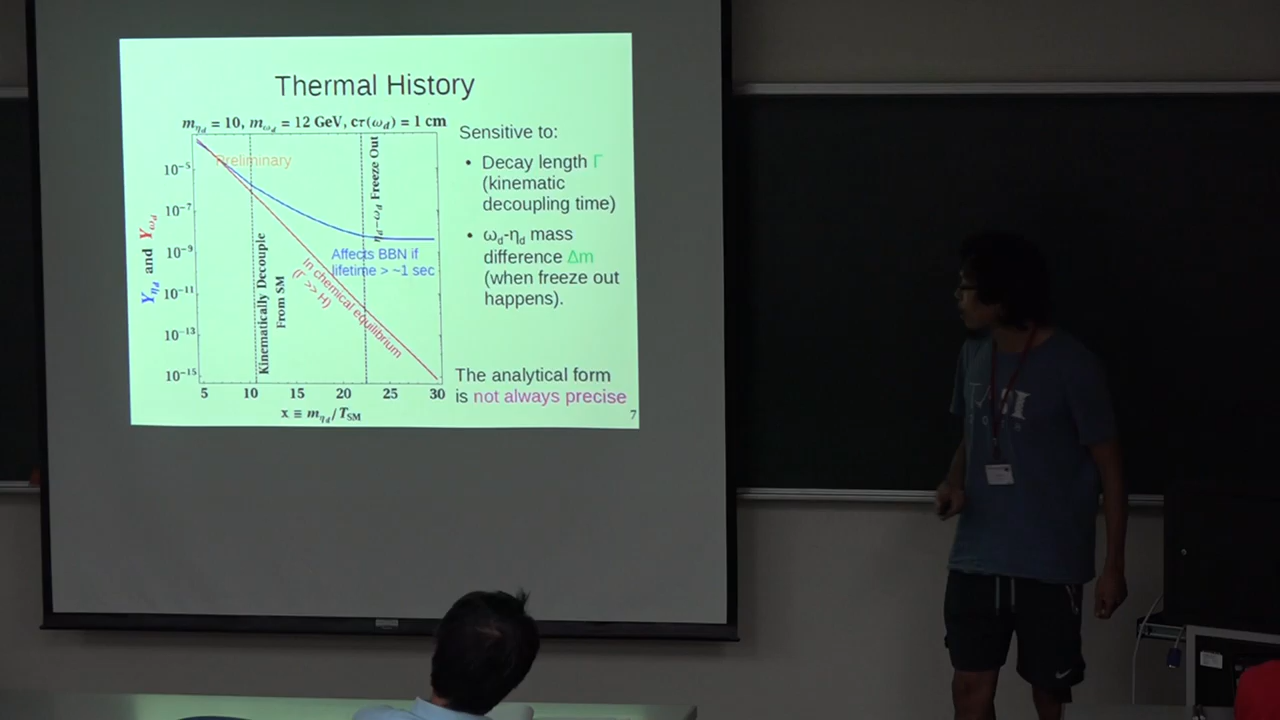 Thermal History
m_ηd = 10, m_ωd = 12 GeV, cτ(ω_d) = 1 cm
Preliminary
10⁻⁵
10⁻⁷
10⁻⁹
10⁻¹¹
10⁻¹³
10⁻¹⁵
Y_ηd and Y_ωd
Kinematically Decouple
From SM
η_d−ω_d Freeze Out
Affects BBN if
lifetime > ~1 sec
In chemical equilibrium
(Γ >> H)
5 10 15 20 25 30
x ≡ m_ηd/T_SM
Sensitive to:
• Decay length Γ
(kinematic
decoupling time)
• ω_d-η_d mass
difference Δm
(when freeze out
happens).
The analytical form
is not always precise
7